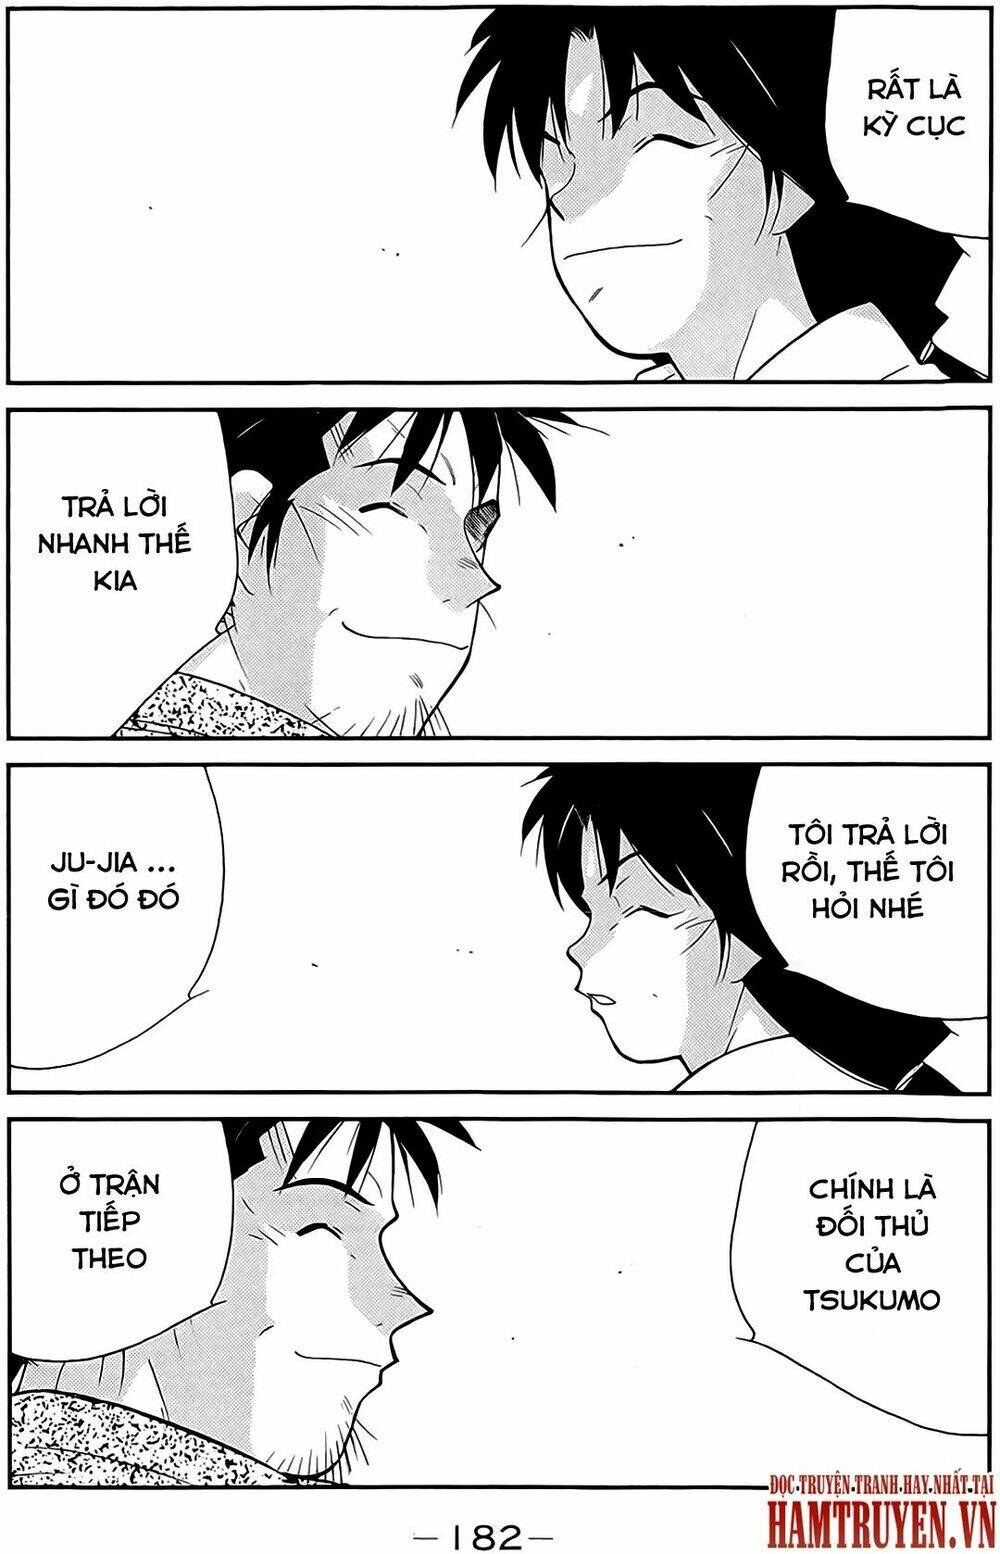 RẤT LÀ
KỲ CỤC
TRẢ LỜI
NHANH THẾ
KIA
TÔI TRẢ LỜI
RỒI, THẾ TÔI
HỎI NHÉ
JU-JIA ...
GÌ ĐÓ ĐÓ
CHÍNH LÀ
ĐỐI THỦ
CỦA
TSUKUMO
Ở TRẬN
TIẾP
THEO
ĐỌC TRUYỆN TRANH HAY NHẤT TẠI
HAMTRUYEN.VN
-182-